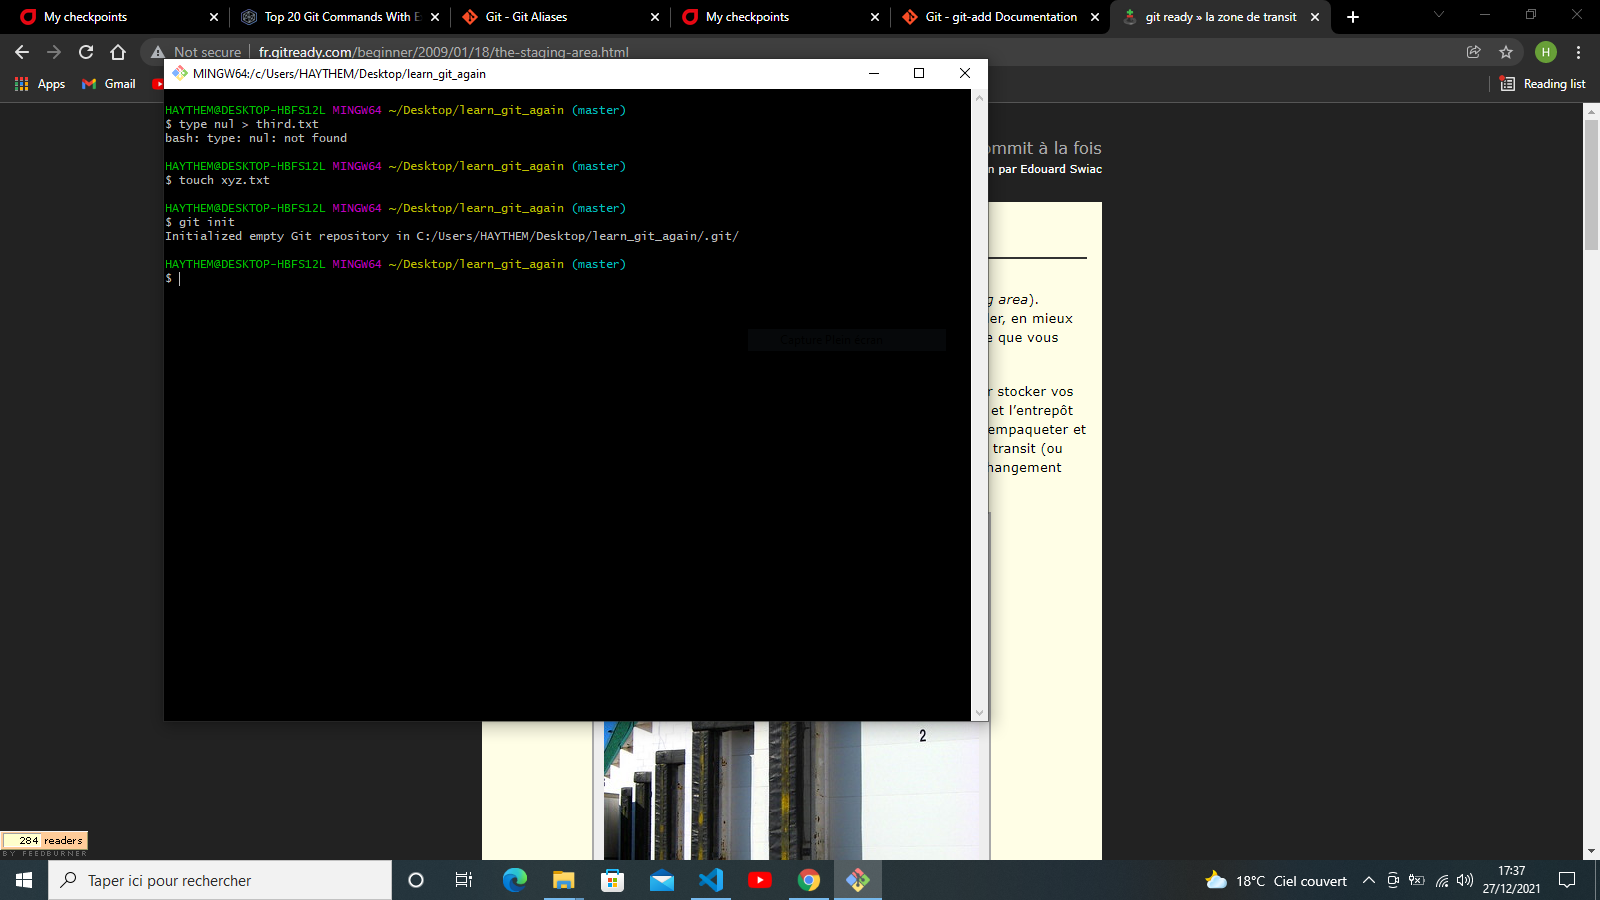 My checkpoints
Top 20 Git Commands With E
Git - Git Aliases
My checkpoints
Git - git-add Documentation
git ready » la zone de transit
Not secure
fr.gitready.com/beginner/2009/01/18/the-staging-area.html
H
Apps
Gmail
Reading list
MINGW64:/c/Users/HAYTHEM/Desktop/learn_git_again
HAYTHEM@DESKTOP-HBFS12L MINGW64 ~/Desktop/learn_git_again (master)
$ type nul > third.txt
bash: type: nul: not found
HAYTHEM@DESKTOP-HBFS12L MINGW64 ~/Desktop/learn_git_again (master)
$ touch xyz.txt
HAYTHEM@DESKTOP-HBFS12L MINGW64 ~/Desktop/learn_git_again (master)
$ git init
Initialized empty Git repository in C:/Users/HAYTHEM/Desktop/learn_git_again/.git/
HAYTHEM@DESKTOP-HBFS12L MINGW64 ~/Desktop/learn_git_again (master)
$
ommit à la fois
n par Edouard Swiac
g area).
er, en mieux
e que vous
r stocker vos
et l'entrepôt
empaqueter et
transit (ou
hangement
2
284 readers
BY FEEDBURNER
Taper ici pour rechercher
18°C Ciel couvert
17:37
27/12/2021